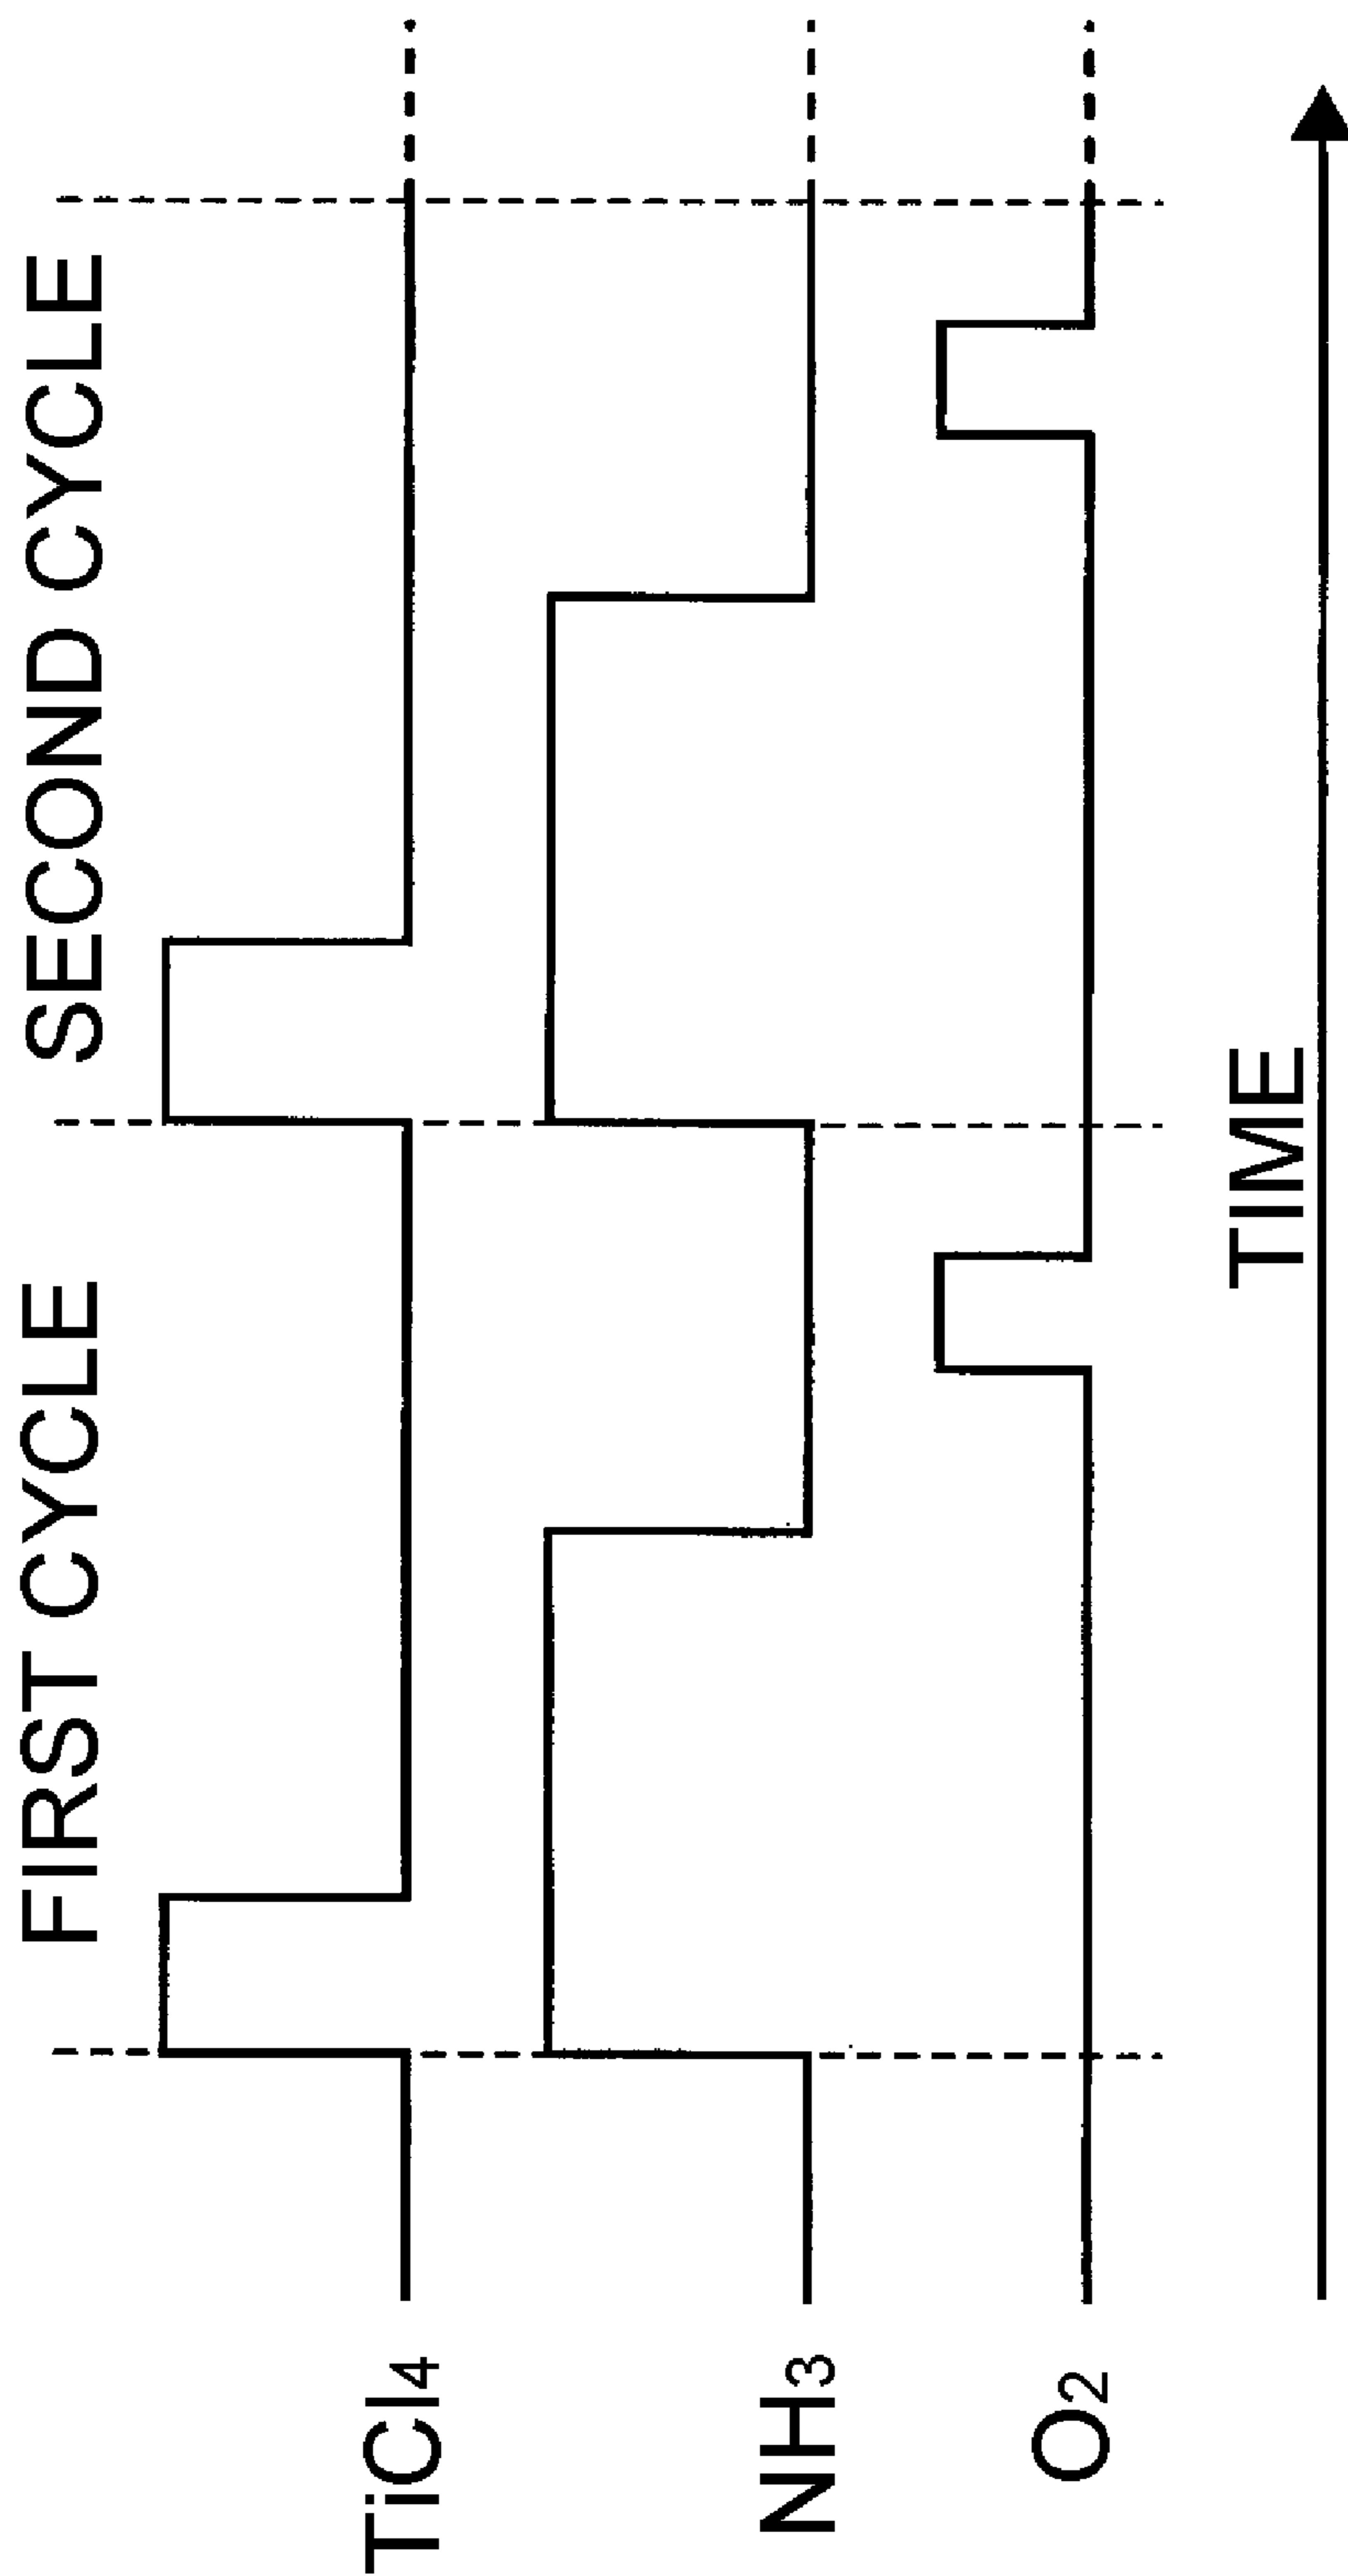 FIRST CYCLE
SECOND CYCLE
TiCl4
NH3
O2
TIME